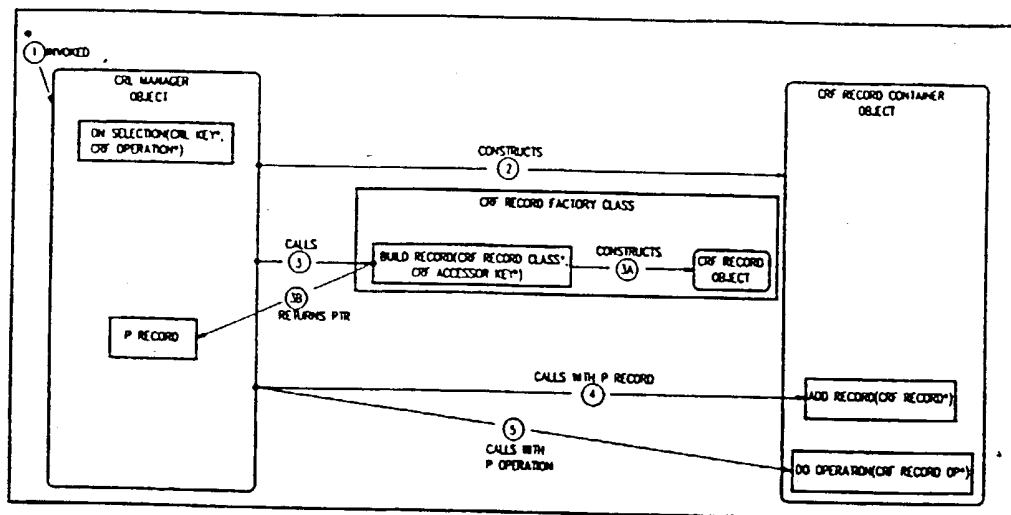 1 INVOKED
CRL MANAGER
OBJECT
ON SELECTION(CRL KEY*,
CRF OPERATION*)
CONSTRUCTS
2
CRF RECORD CONTAINER
OBJECT
CRF RECORD FACTORY CLASS
CALLS
3
BUILD RECORD(CRF RECORD CLASS*,
CRF ACCESSOR KEY*)
CONSTRUCTS
3A
CRF RECORD
OBJECT
3B
RETURNS PTR
P RECORD
CALLS WITH P RECORD
4
ADD RECORD(CRF RECORD*)
5
CALLS WITH
P OPERATION
DO OPERATION(CRF RECORD OP*)